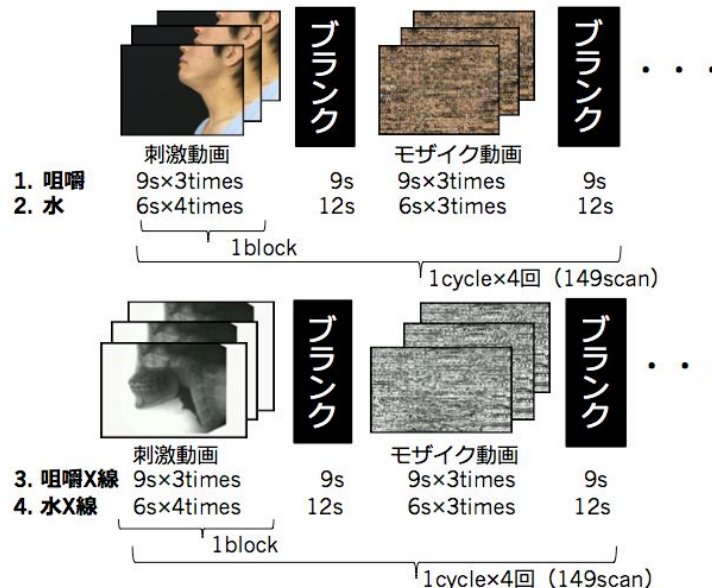 ブランク ブランク ・・・
刺激動画 モザイク動画
1. 咀嚼 9s×3times 9s 9s×3times 9s
2. 水 6s×4times 12s 6s×3times 12s
1block
1cycle×4回（149scan）
ブランク ブランク ・・
刺激動画 モザイク動画
3. 咀嚼X線 9s×3times 9s 9s×3times 9s
4. 水X線 6s×4times 12s 6s×3times 12s
1block
1cycle×4回（149scan）